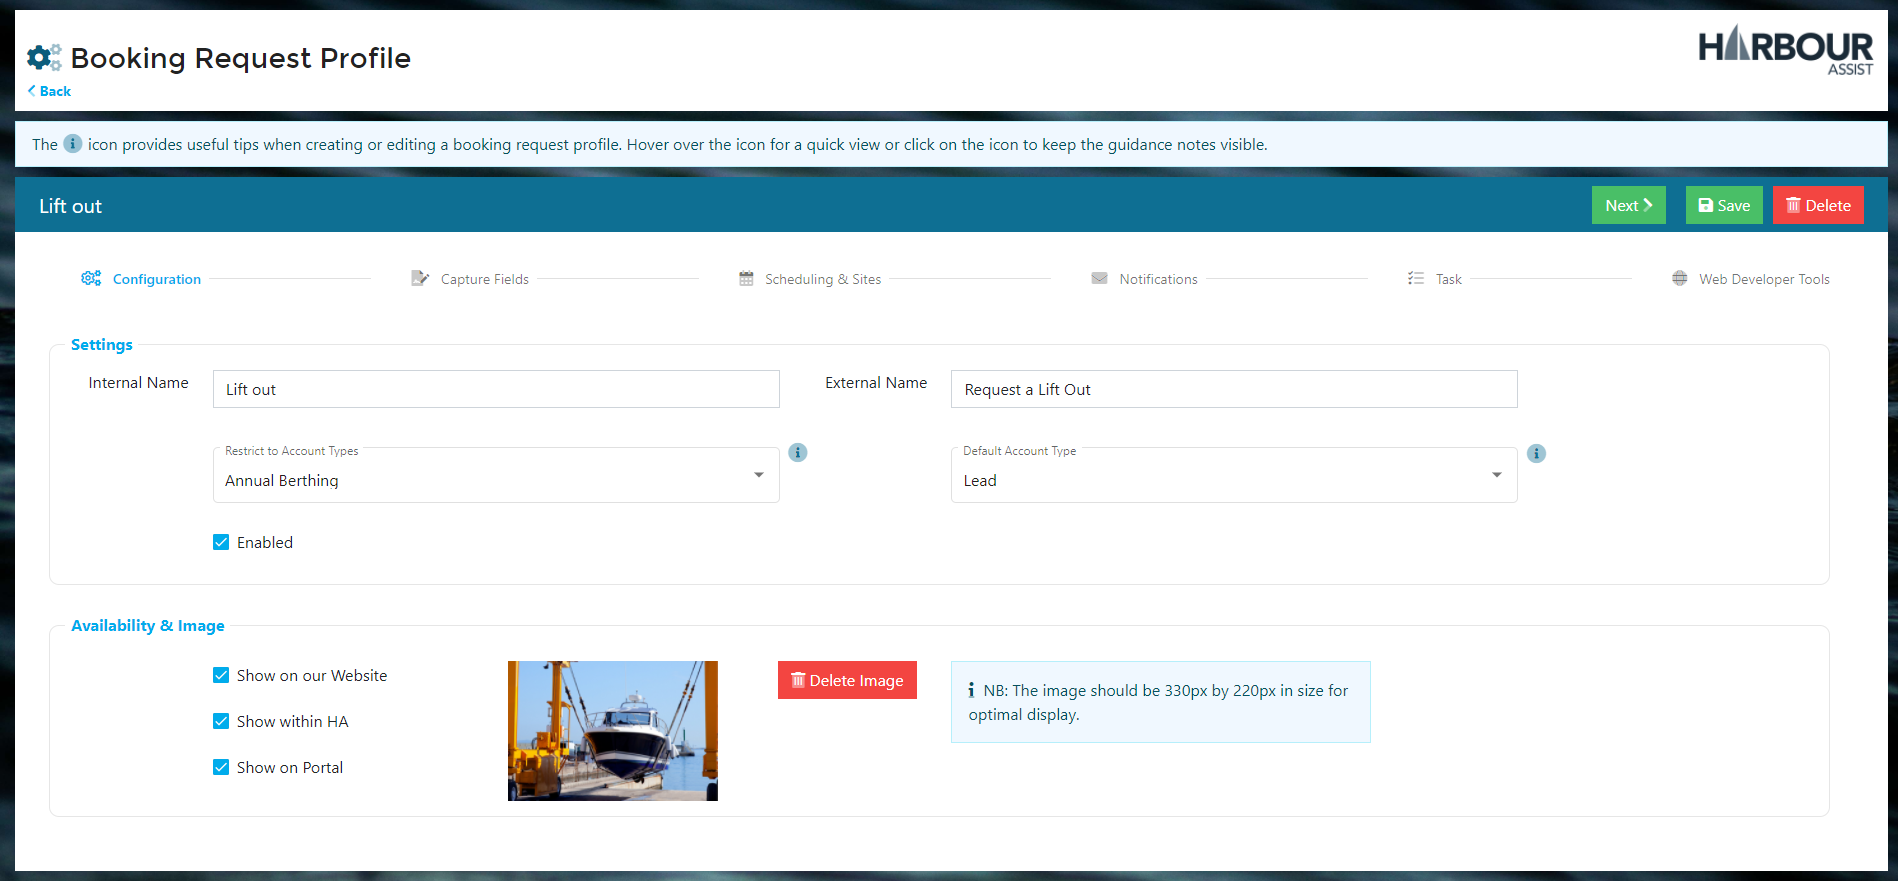 Booking Request Profile
HARBOUR
ASSIST
Back
The i icon provides useful tips when creating or editing a booking request profile. Hover over the icon for a quick view or click on the icon to keep the guidance notes visible.
Lift out
Next
Save
Delete
Configuration
Capture Fields
Scheduling & Sites
Notifications
Task
Web Developer Tools
Settings
Internal Name
Lift out
External Name
Request a Lift Out
Restrict to Account Types
Annual Berthing
i
Default Account Type
Lead
i
Enabled
Availability & Image
Show on our Website
Show within HA
Show on Portal
Delete Image
i NB: The image should be 330px by 220px in size for
optimal display.